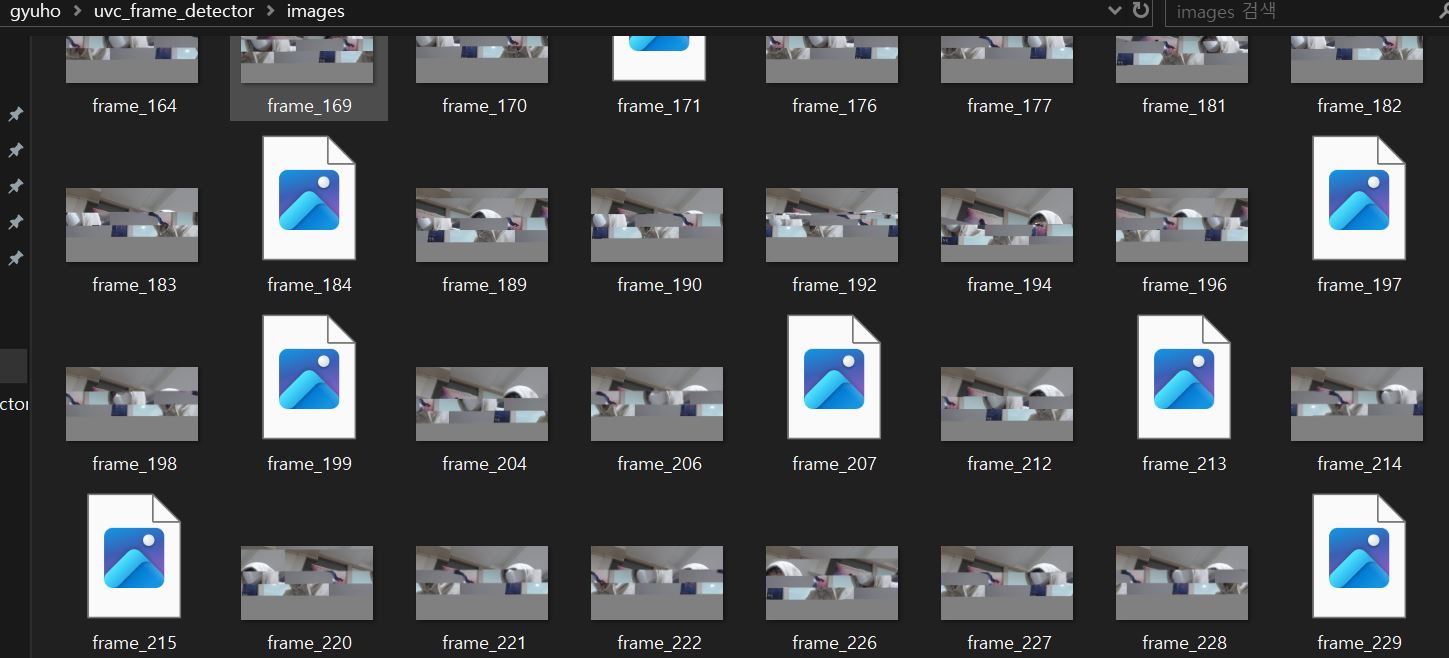 gyuho > uvc_frame_detector > images
images 검색
frame_164 frame_169 frame_170 frame_171 frame_176 frame_177 frame_181 frame_182
frame_183 frame_184 frame_189 frame_190 frame_192 frame_194 frame_196 frame_197
ctor
frame_198 frame_199 frame_204 frame_206 frame_207 frame_212 frame_213 frame_214
frame_215 frame_220 frame_221 frame_222 frame_226 frame_227 frame_228 frame_229